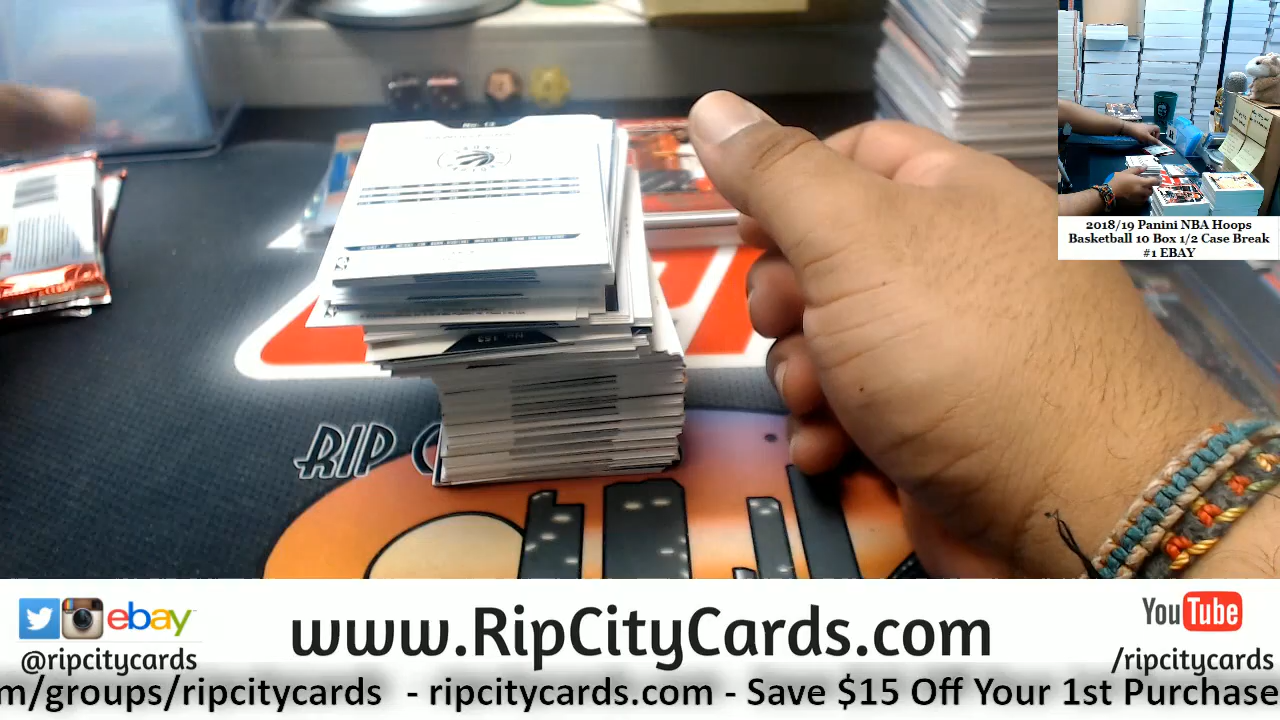 2018/19 Panini NBA Hoops
Basketball 10 Box 1/2 Case Break
#1 EBAY
RIP C
www.RipCityCards.com
ebay
@ripcitycards
YouTube
/ripcitycards
m/groups/ripcitycards - ripcitycards.com - Save $15 Off Your 1st Purchase